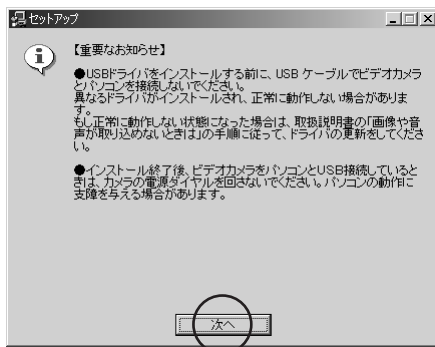 セットアップ
【重要なお知らせ】
●USBドライバをインストールする前に、USB ケーブルでビデオカメラ
とパソコンを接続しないでください。
異なるドライバがインストールされ、正常に動作しない場合がありま
す。
もし正常に動作しない状態になった場合は、取扱説明書の「画像や音
声が取り込めないときは」の手順に従って、ドライバの更新をしてくださ
い。
●インストール終了後、ビデオカメラをパソコンとUSB接続していると
きは、カメラの電源ダイヤルを回さないでください。パソコンの動作に
支障を与える場合があります。
次へ